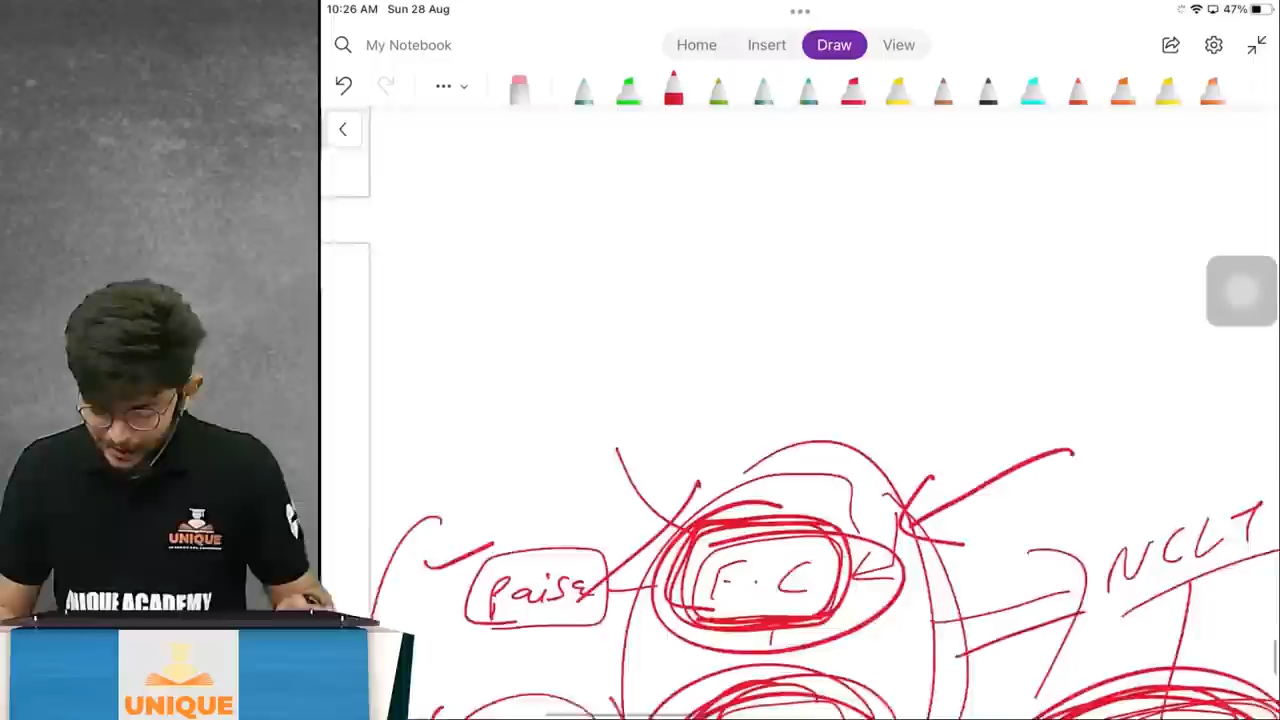 10:26 AM Sun 28 Aug
47%
My Notebook
Home Insert Draw View
NCLT
Paise
F.C
UNIQUE
UNIQUE ACADEMY
UNIQUE